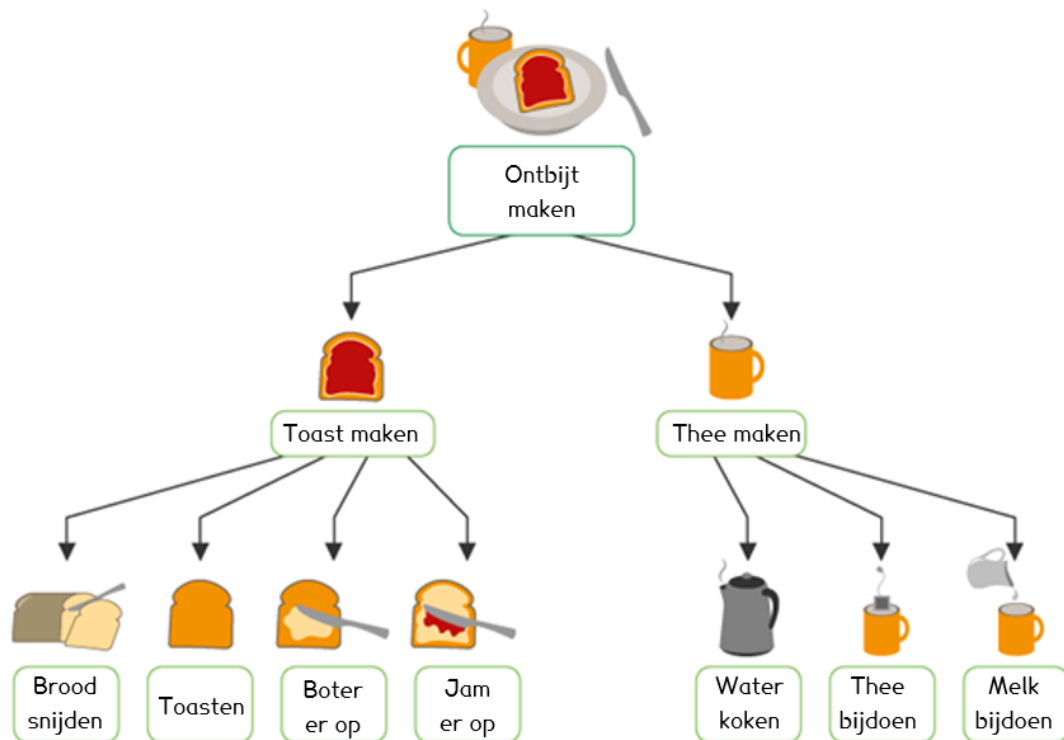 Ontbijt
maken
Toast maken
Thee maken
Brood
snijden
Toasten
Boter
er op
Jam
er op
Water
koken
Thee
bijdoen
Melk
bijdoen